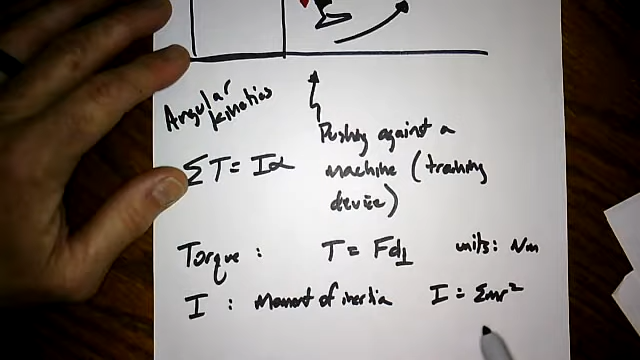 Angular
kinetics
ΣT = Iα
Pushing against a
machine (training
device)
Torque : T = Fd⊥ units: Nm
I : Moment of inertia I = Σmr²